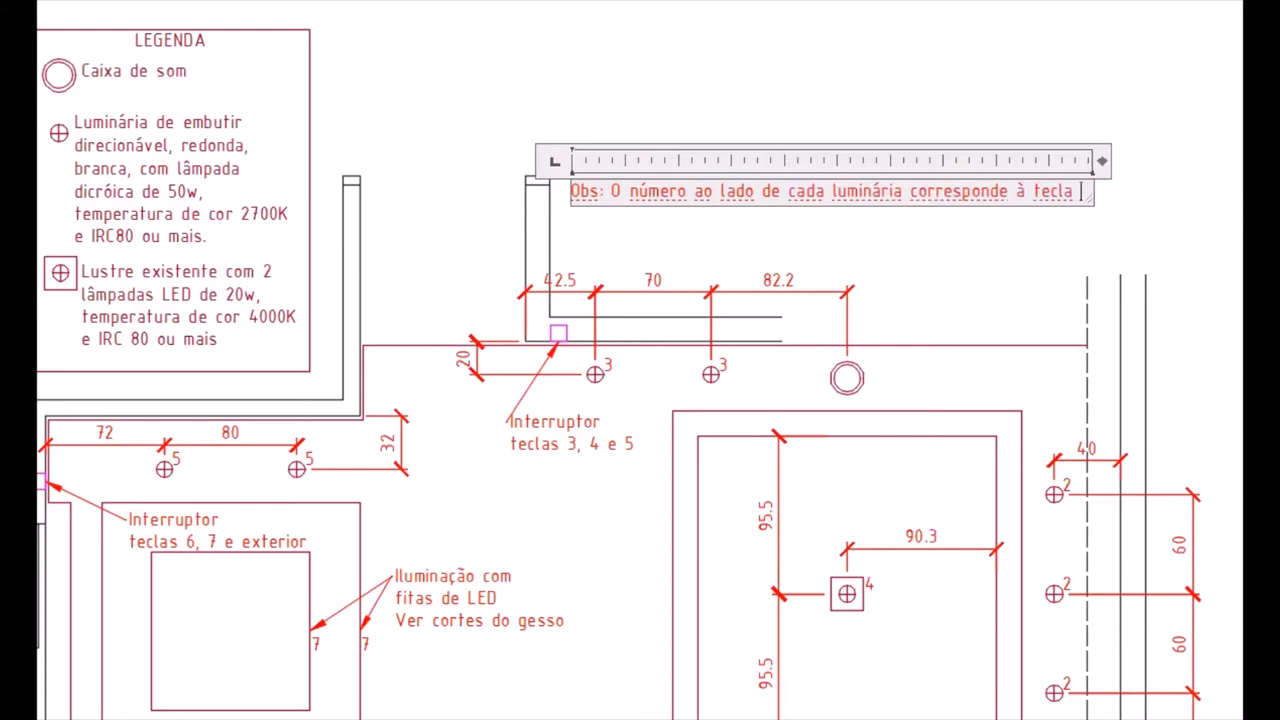 LEGENDA
Caixa de som
Luminária de embutir
direcionável, redonda,
branca, com lâmpada
dicróica de 50w,
temperatura de cor 2700K
e IRC80 ou mais.
Lustre existente com 2
lâmpadas LED de 20w,
temperatura de cor 4000K
e IRC 80 ou mais
Obs: O número ao lado de cada luminária corresponde à tecla
42.5 70 82.2
20
3 3
Interruptor
teclas 3, 4 e 5
72 80
32
5 5
Interruptor
teclas 6, 7 e exterior
Iluminação com
fitas de LED
Ver cortes do gesso
7 7
40
2
95.5
90.3
60
4
2
60
95.5
2